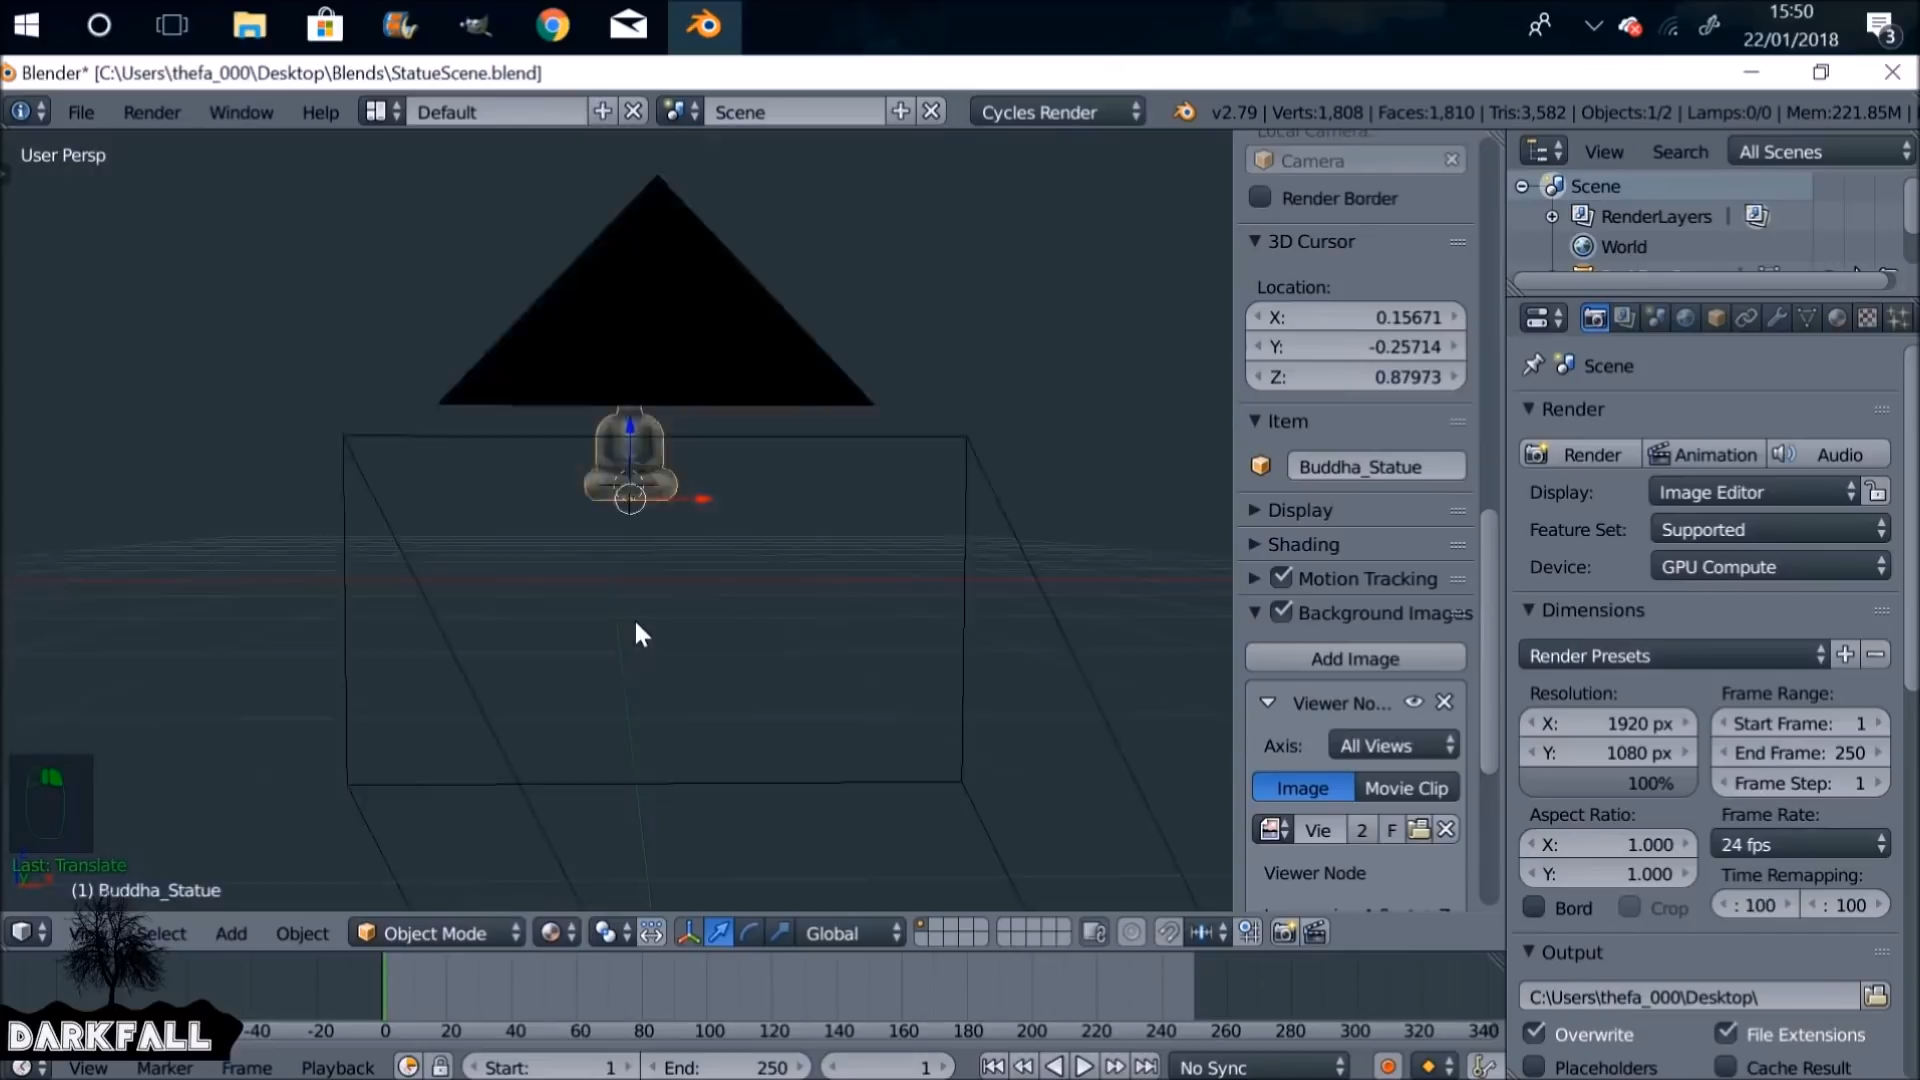 15:50
22/01/2018
3
Blender* [C:\Users\thefa_000\Desktop\Blends\StatueScene.blend]
File Render Window Help Default Scene Cycles Render v2.79 | Verts:1,808 | Faces:1,810 | Tris:3,582 | Objects:1/2 | Lamps:0/0 | Mem:221.85M |
User Persp
Local Camera:
Camera
Render Border
3D Cursor
Location:
X: 0.15671
Y: -0.25714
Z: 0.87973
Item
Buddha_Statue
Display
Shading
Motion Tracking
Background Images
Add Image
Viewer No...
Axis: All Views
Image Movie Clip
Vie 2 F
Viewer Node
View Search All Scenes
Scene
RenderLayers
World
Scene
Render
Render Animation Audio
Display: Image Editor
Feature Set: Supported
Device: GPU Compute
Dimensions
Render Presets
Resolution: Frame Range:
X: 1920 px Start Frame: 1
Y: 1080 px End Frame: 250
100% Frame Step: 1
Aspect Ratio: Frame Rate:
X: 1.000 24 fps
Y: 1.000 Time Remapping:
Bord Crop : 100 : 100
Output
C:\Users\thefa_000\Desktop\
Overwrite File Extensions
Placeholders Cache Result
Last: Translate
(1) Buddha_Statue
Select Add Object Object Mode Global
DARKFALL
-40 -20 0 20 40 60 80 100 120 140 160 180 200 220 240 260 280 300 320 340
View Marker Frame Playback Start: 1 End: 250 1 No Sync